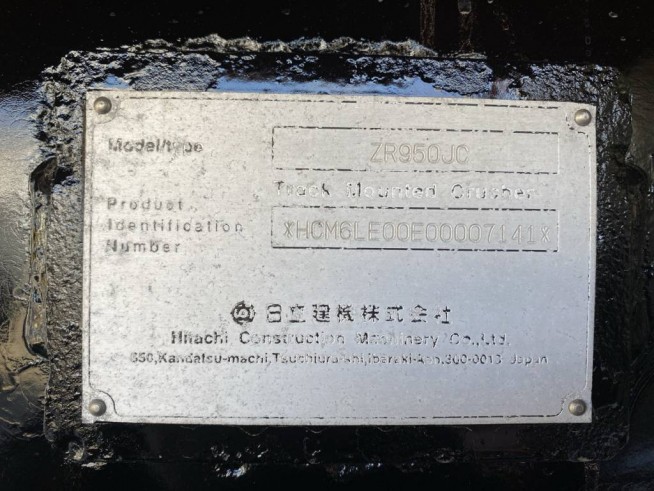 Model/type ZR950JC
Track Mounted Crusher
Product
Identification
Number
*HCM6LE00E00007141*
日立建機株式会社
Hitachi Construction Machinery Co.,Ltd.
650,Kandatsu-machi,Tsuchiura-shi,Ibaraki-ken,300-0013 Japan